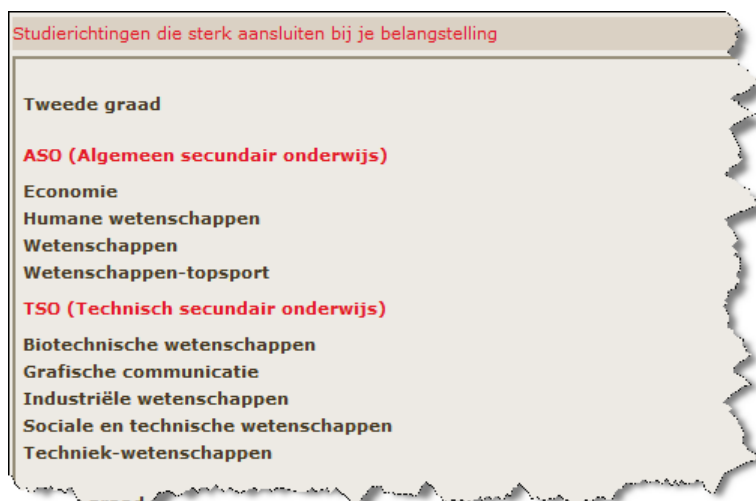 Studierichtingen die sterk aansluiten bij je belangstelling
Tweede graad
ASO (Algemeen secundair onderwijs)
Economie
Humane wetenschappen
Wetenschappen
Wetenschappen-topsport
TSO (Technisch secundair onderwijs)
Biotechnische wetenschappen
Grafische communicatie
Industriële wetenschappen
Sociale en technische wetenschappen
Techniek-wetenschappen